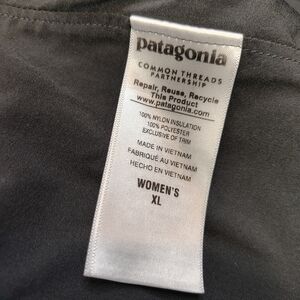 patagonia
COMMON THREADS
PARTNERSHIP
Repair, Reuse, Recycle
This Product
www.patagonia.com
100% NYLON INSULATION
100% POLYESTER
EXCLUSIVE OF TRIM
MADE IN VIETNAM
FABRIQUÉ AU VIETNAM
HECHO EN VIETNAM
WOMEN'S
XL